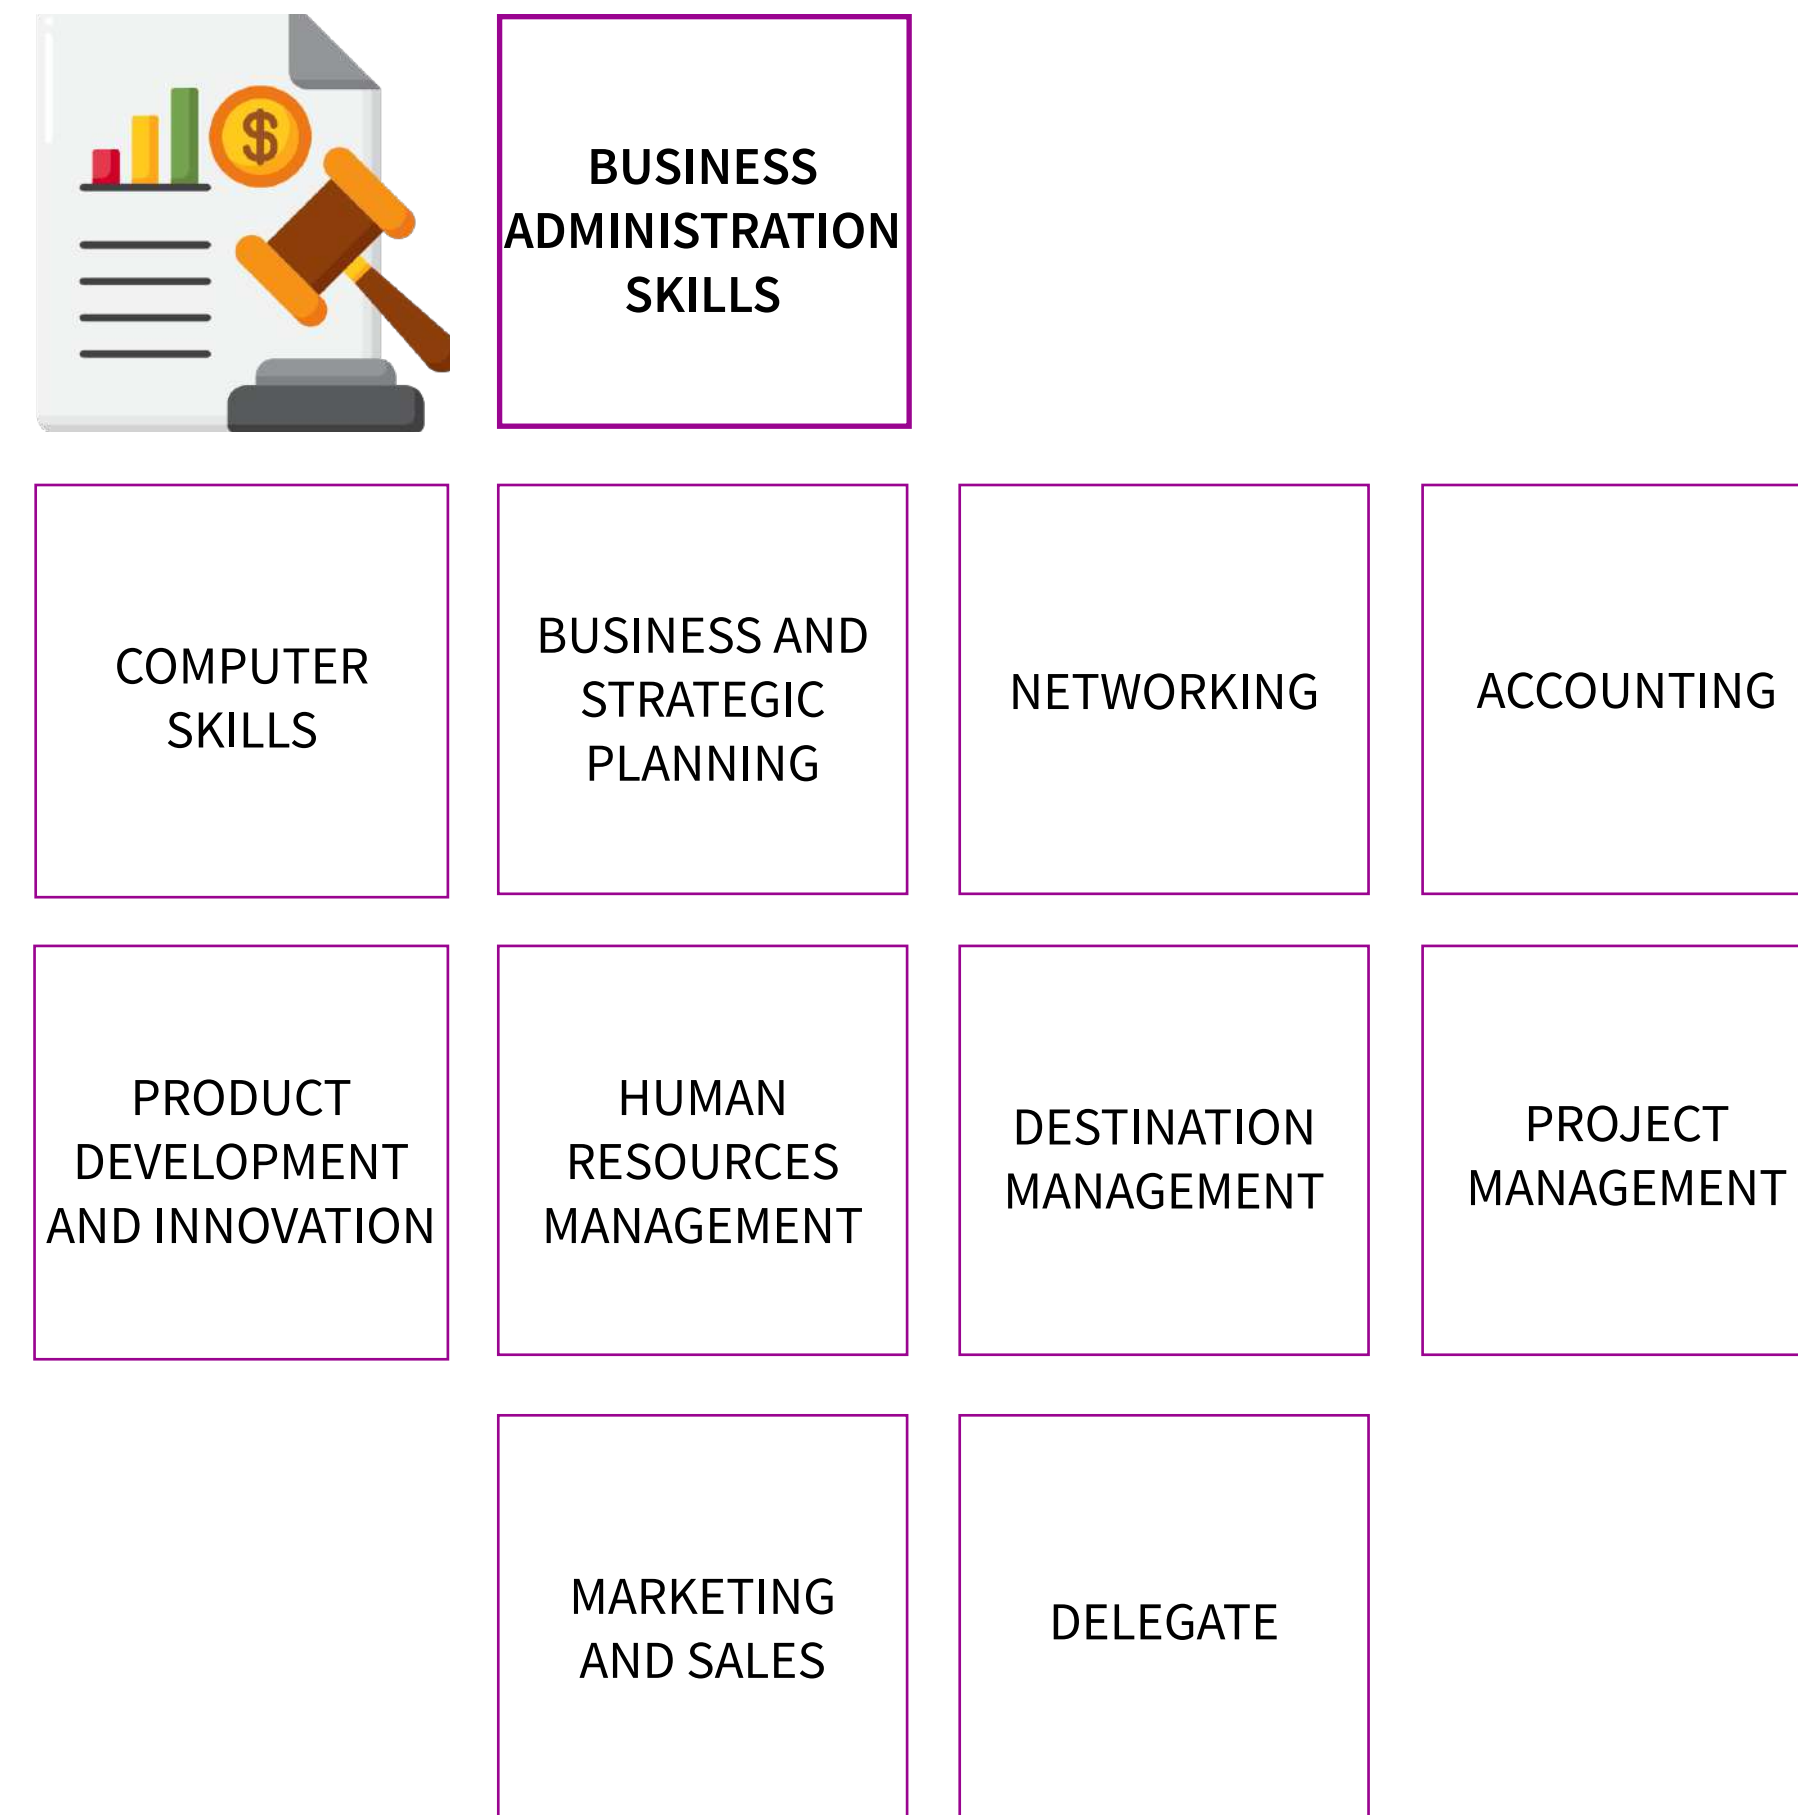 $
BUSINESS
ADMINISTRATION
SKILLS
COMPUTER
SKILLS
BUSINESS AND
STRATEGIC
PLANNING
NETWORKING
ACCOUNTING
PRODUCT
DEVELOPMENT
AND INNOVATION
HUMAN
RESOURCES
MANAGEMENT
DESTINATION
MANAGEMENT
PROJECT
MANAGEMENT
MARKETING
AND SALES
DELEGATE